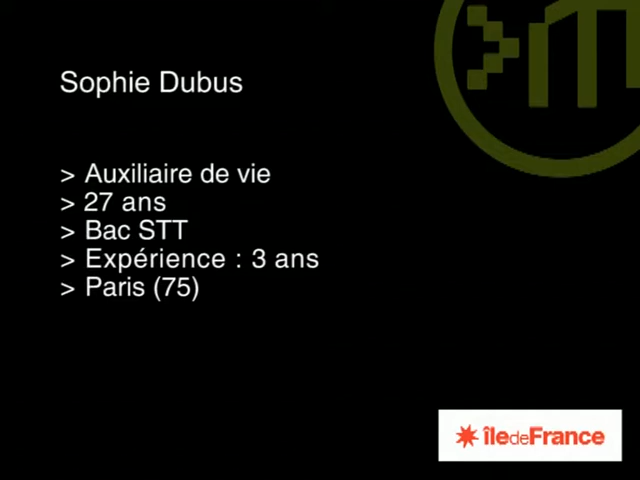 Sophie Dubus
> Auxiliaire de vie
> 27 ans
> Bac STT
> Expérience : 3 ans
> Paris (75)
îledeFrance